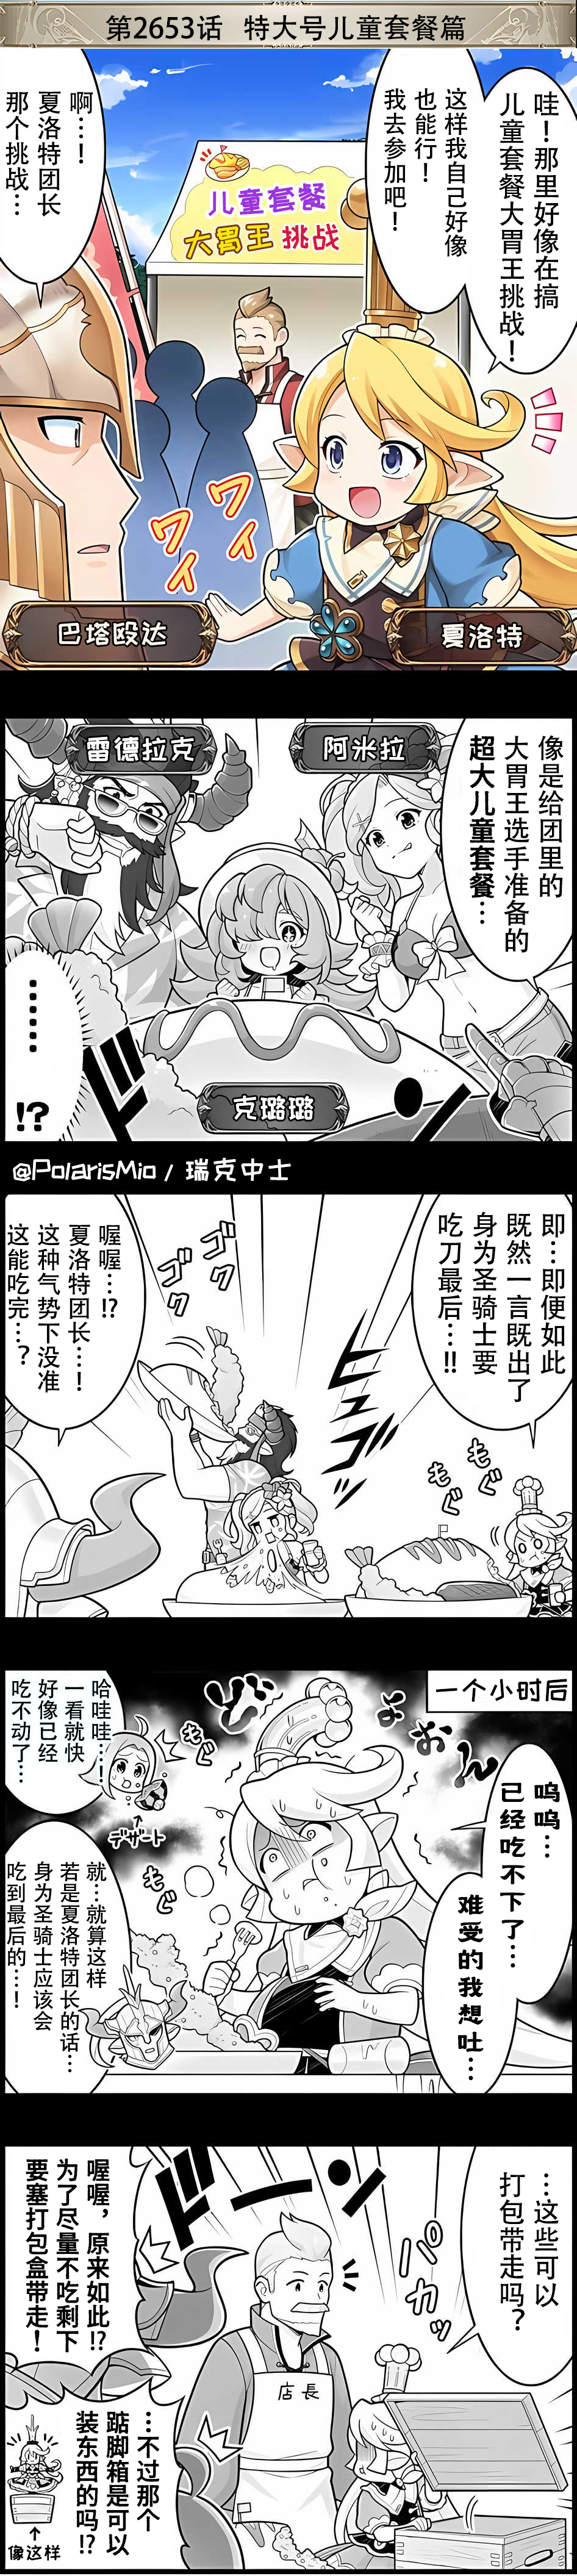 第2653话 特大号儿童套餐篇
哇！那里好像在搞
儿童套餐大胃王挑战！
这样我自己好像
也能行！
我去参加吧！
啊…！
夏洛特团长
那个挑战…
儿童套餐
大胃王挑战
ワイ
ワイ
巴塔殴达
夏洛特
像是给团里的
大胃王选手准备的
超大儿童套餐…
雷德拉克
阿米拉
克璐璐
……
!?
ドン
@PolarisMio / 瑞克中士
即…即便如此
既然一言既出了
身为圣骑士要
吃刀最后…!!
喔喔…!?
夏洛特团长…！
这种气势下没准
这能吃完…？
ゴク
ゴク
ヒュゴッ
もぐ
もぐ
一个小时后
呜呜…
已经吃不下了…
难受的我想吐…
哈哇哇…！
一看就快
好像已经
吃不动了…
デザート
もぐ
もぐ
就…就算这样
若是夏洛特团长的话…
身为圣骑士应该会
吃到最后的…！
…这些可以
打包带走吗？
パカッ
ドーン
喔喔，原来如此!?
为了尽量不吃剩下
要塞打包盒带走！
店長
…不过那个
踮脚箱是可以
装东西的吗!?
像这样